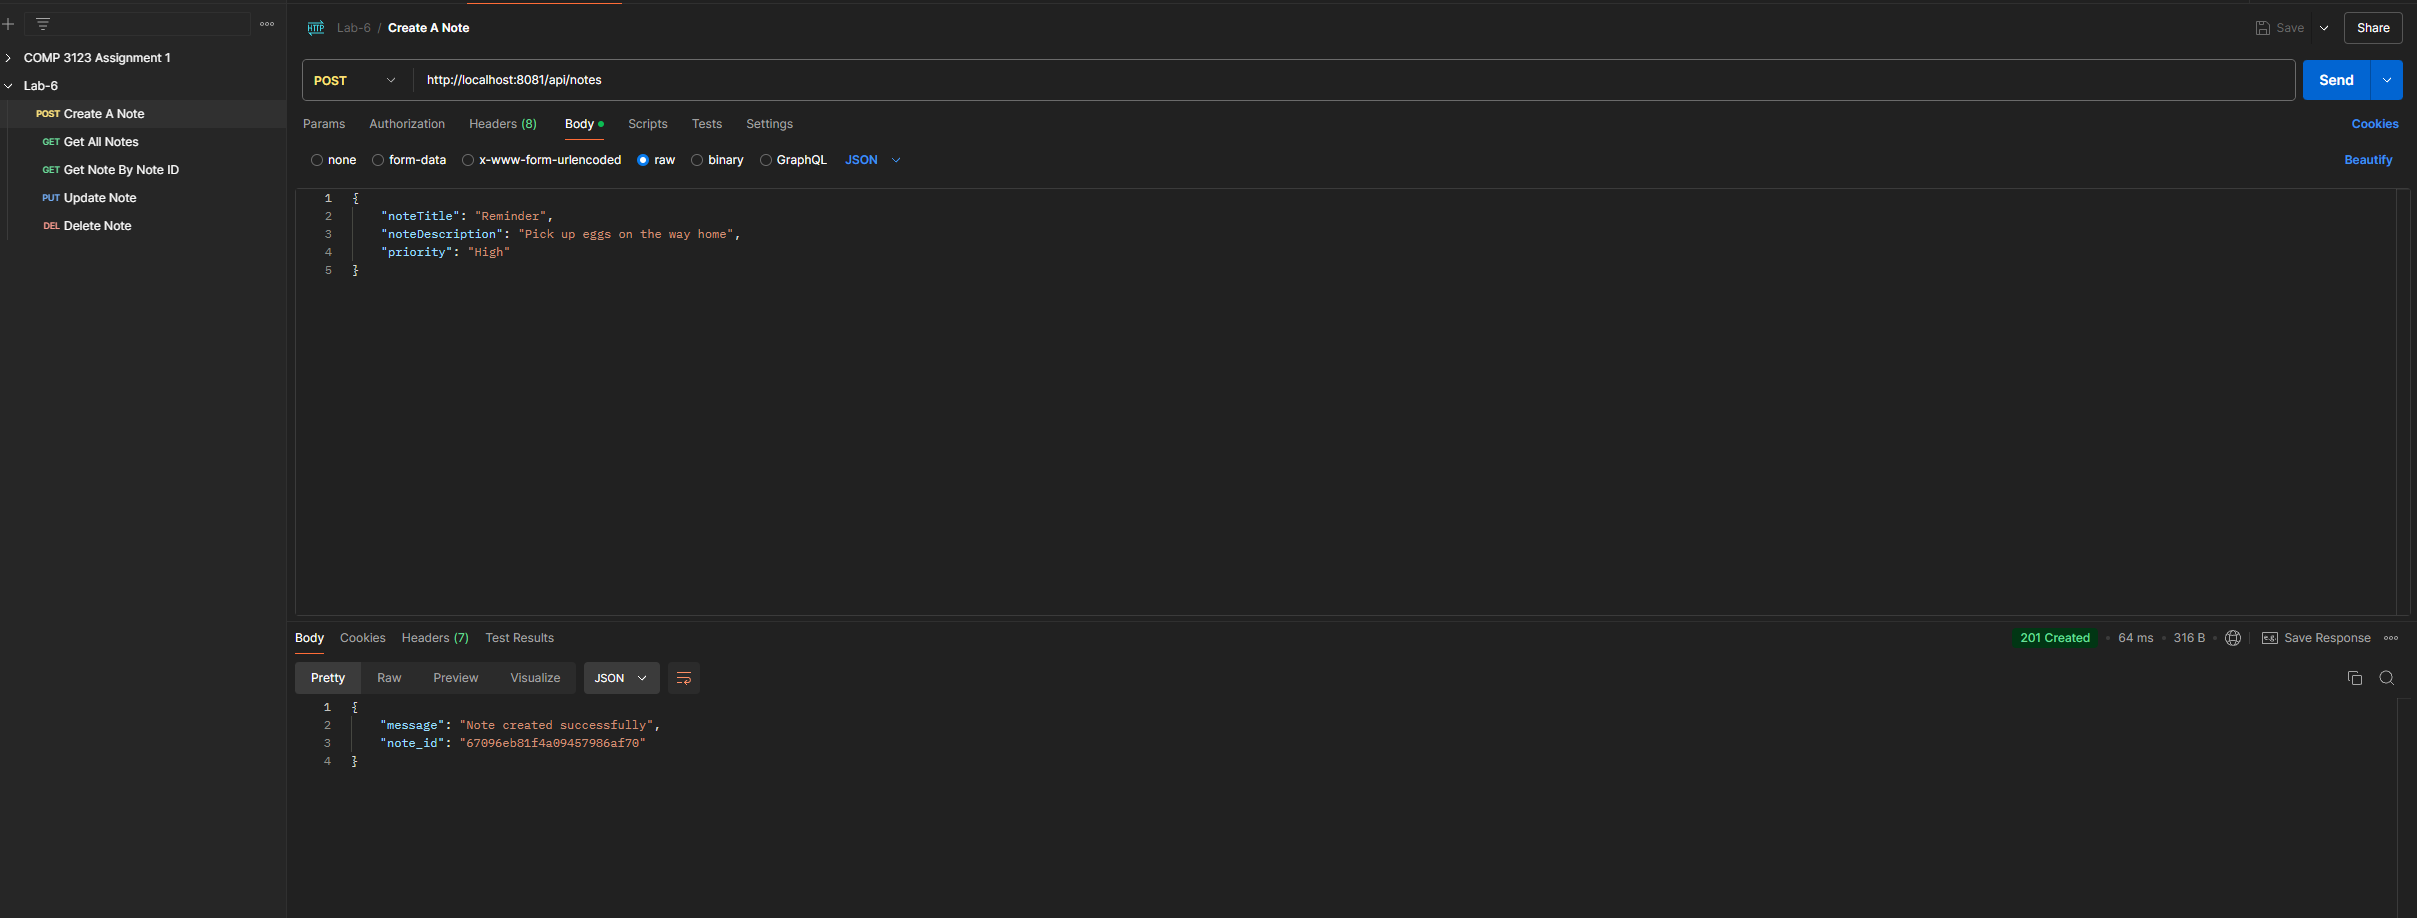 COMP 3123 Assignment 1
Lab-6
POST Create A Note
GET Get All Notes
GET Get Note By Note ID
PUT Update Note
DEL Delete Note
HTTP Lab-6 / Create A Note
Save
Share
POST http://localhost:8081/api/notes
Send
Params Authorization Headers (8) Body Scripts Tests Settings
Cookies
none form-data x-www-form-urlencoded raw binary GraphQL JSON
Beautify
1 {
2 "noteTitle": "Reminder",
3 "noteDescription": "Pick up eggs on the way home",
4 "priority": "High"
5 }
Body Cookies Headers (7) Test Results
201 Created • 64 ms • 316 B • e.g. Save Response
Pretty Raw Preview Visualize JSON
1 {
2 "message": "Note created successfully",
3 "note_id": "67096eb81f4a09457986af70"
4 }